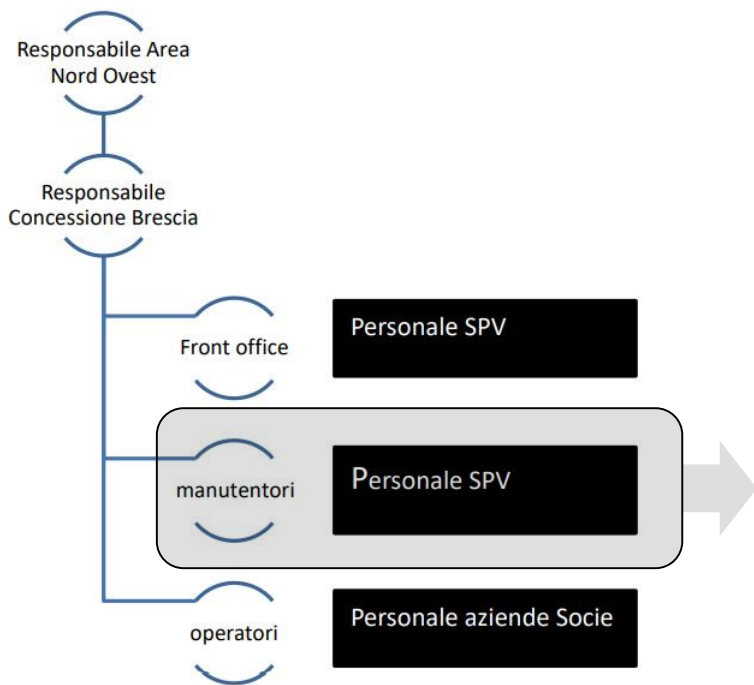 Responsabile Area
Nord Ovest
Responsabile
Concessione Brescia
Front office
Personale SPV
manutentori
Personale SPV
operatori
Personale aziende Socie